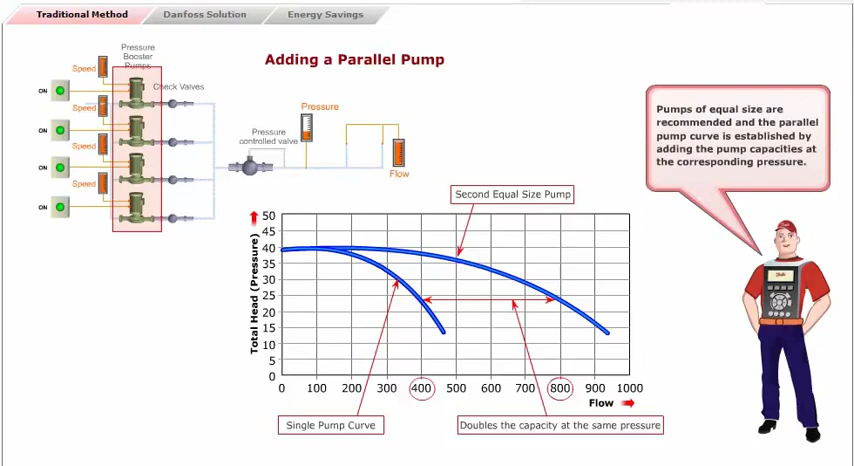 Traditional Method
Danfoss Solution
Energy Savings
Adding a Parallel Pump
Pressure
Booster
Pumps
Speed
ON
Check Valves
Speed
ON
Speed
ON
Speed
ON
Pressure
controlled valve
Pressure
Flow
Pumps of equal size are
recommended and the parallel
pump curve is established by
adding the pump capacities at
the corresponding pressure.
Danfoss
Second Equal Size Pump
Total Head (Pressure)
50
45
40
35
30
25
20
15
10
5
0
0 100 200 300 400 500 600 700 800 900 1000
Flow
Single Pump Curve
Doubles the capacity at the same pressure